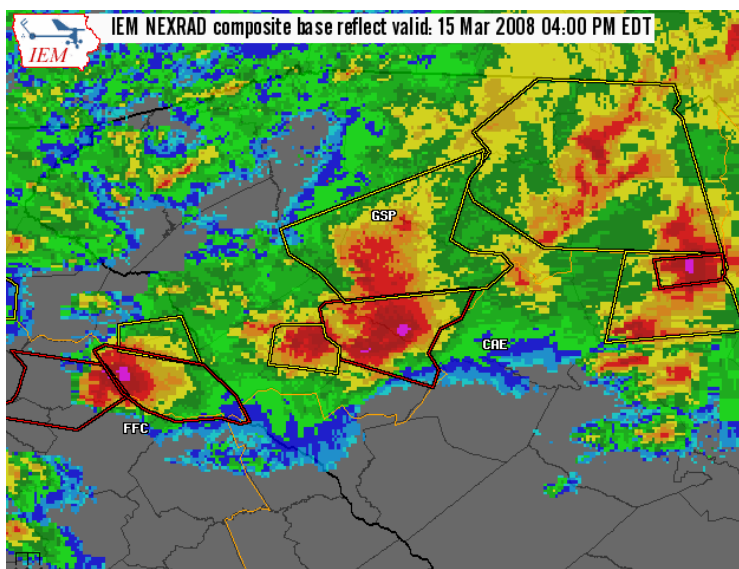 IEM NEXRAD composite base reflect valid: 15 Mar 2008 04:00 PM EDT
IEM
GSP
CAE
FFC